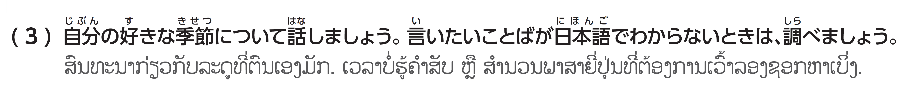 （3）自分の好きな季節について話しましょう。言いたいことばが日本語でわからないときは、調べましょう。
ສົນທະນາກ່ຽວກັບລະດູທີ່ຕົນເອງມັກ. ເວລາບໍ່ຮູ້ຄຳສັບ ຫຼື ສຳນວນພາສາຍີ່ປຸ່ນທີ່ຕ້ອງການເວົ້າລອງຊອກຫາເບິ່ງ.